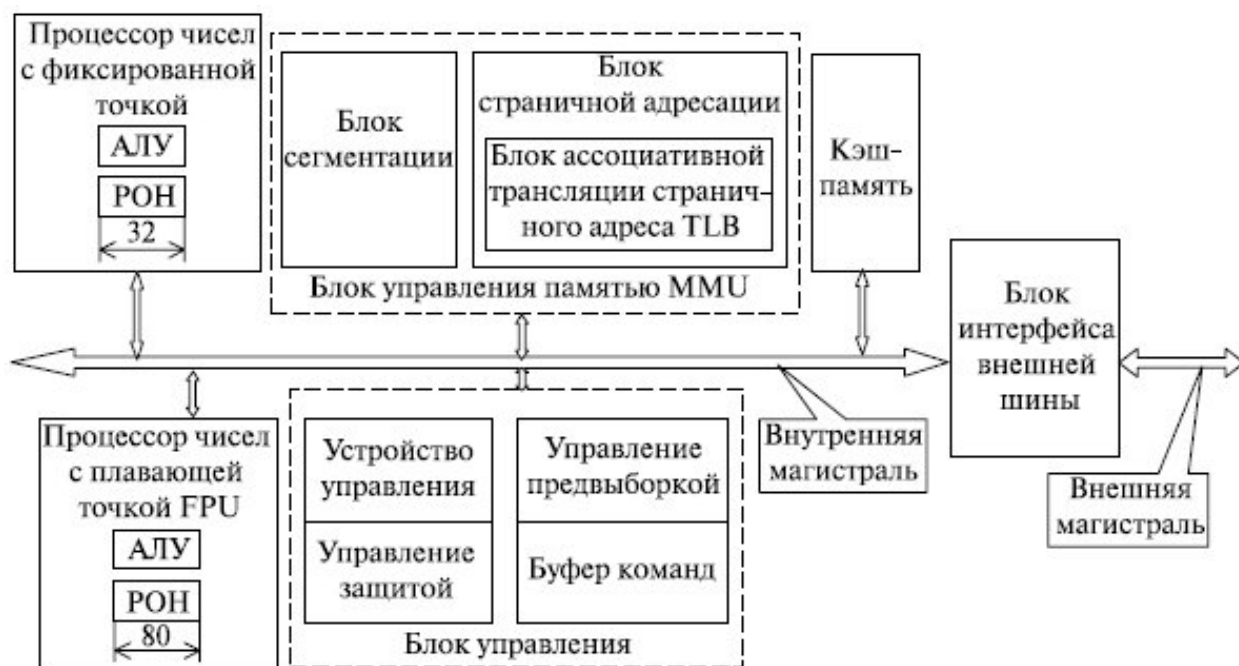 Процессор чисел
с фиксированной
точкой
АЛУ
РОН
32
Блок
сегментации
Блок
страничной адресации
Блок ассоциативной
трансляции странич-
ного адреса TLB
Блок управления памятью MMU
Кэш-
память
Блок
интерфейса
внешней
шины
Процессор чисел
с плавающей
точкой FPU
АЛУ
РОН
80
Устройство
управления
Управление
защитой
Управление
предвыборкой
Буфер команд
Блок управления
Внутренняя
магистраль
Внешняя
магистраль